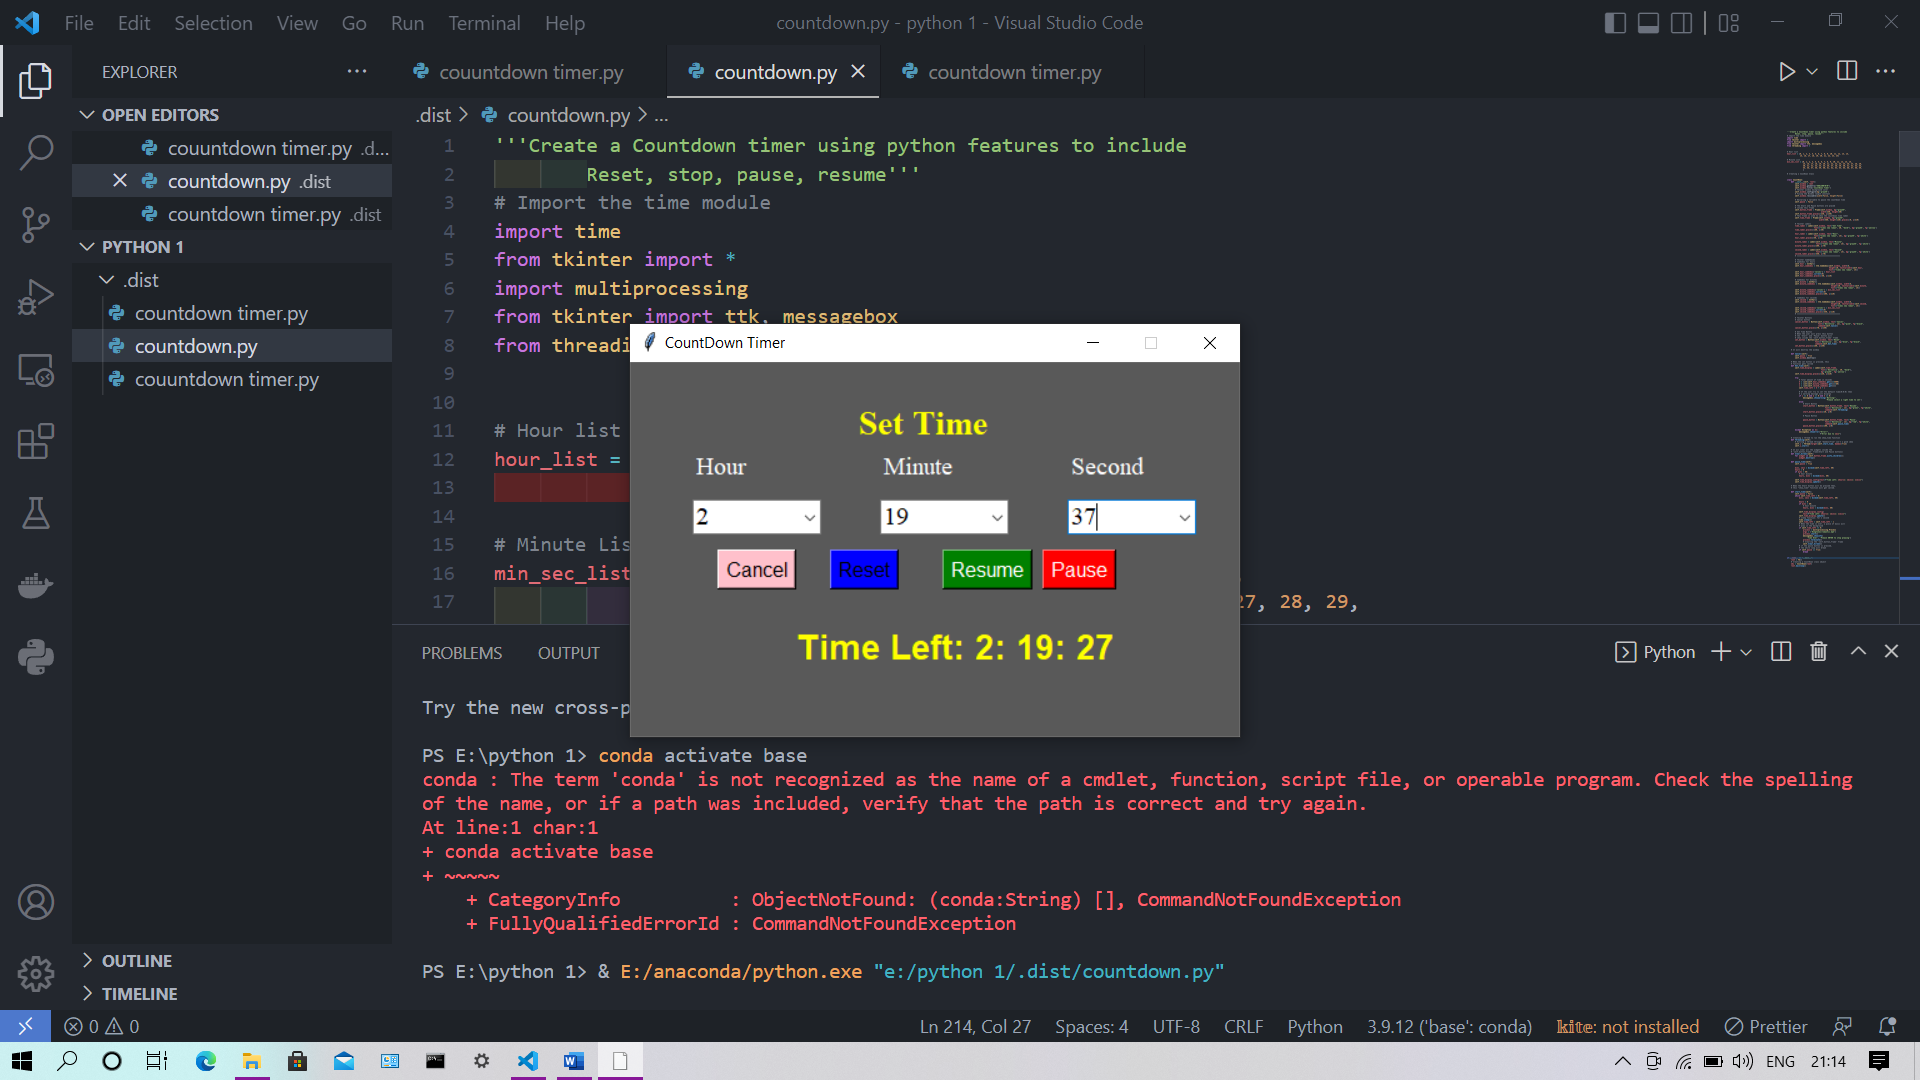 File Edit Selection View Go Run Terminal Help
countdown.py - python 1 - Visual Studio Code
EXPLORER
couuntdown timer.py
countdown.py
countdown timer.py
OPEN EDITORS
couuntdown timer.py .d...
countdown.py .dist
countdown timer.py .dist
PYTHON 1
.dist
countdown timer.py
countdown.py
couuntdown timer.py
OUTLINE
TIMELINE
.dist > countdown.py > ...
1 '''Create a Countdown timer using python features to include
2 Reset, stop, pause, resume'''
3 # Import the time module
4 import time
5 from tkinter import *
6 import multiprocessing
7 from tkinter import ttk, messagebox
8 from threadi
9
10
11 # Hour list
12 hour_list =
13
14
15 # Minute Lis
16 min_sec_list
17 27, 28, 29,
CountDown Timer
Set Time
Hour Minute Second
2 19 37
Cancel Reset Resume Pause
Time Left: 2: 19: 27
PROBLEMS OUTPUT
Python
Try the new cross-p
PS E:\python 1> conda activate base
conda : The term 'conda' is not recognized as the name of a cmdlet, function, script file, or operable program. Check the spelling
of the name, or if a path was included, verify that the path is correct and try again.
At line:1 char:1
+ conda activate base
+ ~~~~~
+ CategoryInfo : ObjectNotFound: (conda:String) [], CommandNotFoundException
+ FullyQualifiedErrorId : CommandNotFoundException
PS E:\python 1> & E:/anaconda/python.exe "e:/python 1/.dist/countdown.py"
0 0
Ln 214, Col 27 Spaces: 4 UTF-8 CRLF Python 3.9.12 ('base': conda) kite: not installed Prettier
ENG 21:14